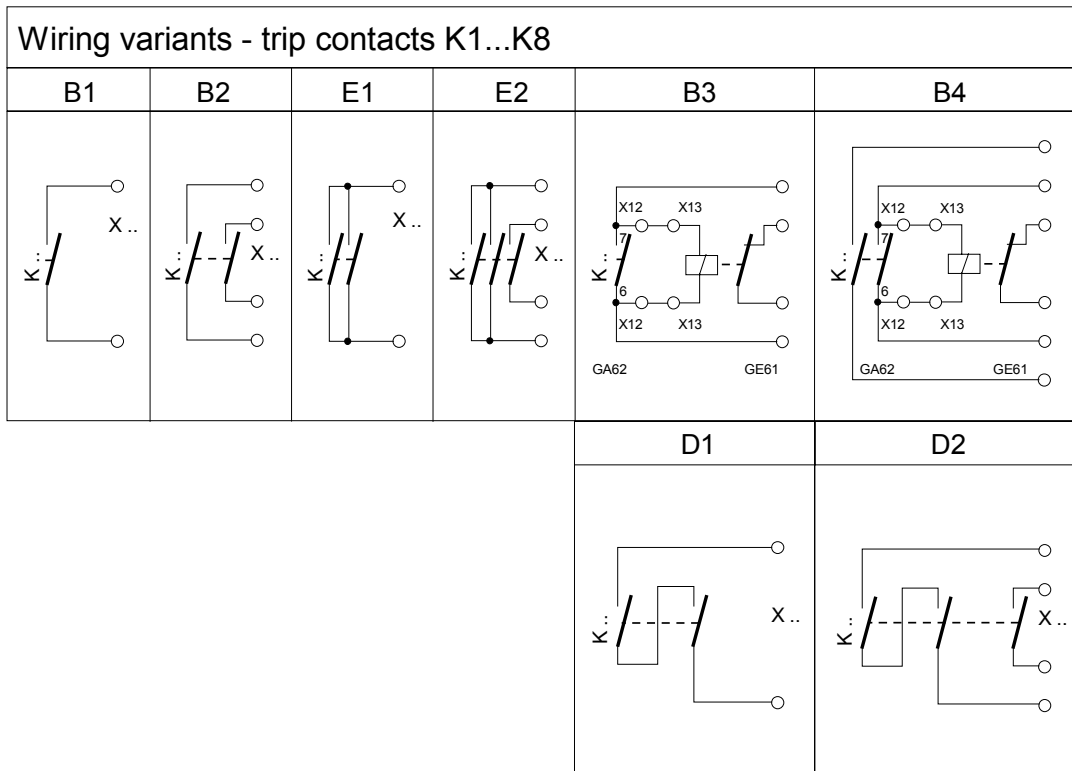 Wiring variants - trip contacts K1...K8
B1 B2 E1 E2 B3 B4
K.. X ..
K.. X ..
K.. X ..
K.. X ..
X12 X13
7
K..
6
X12 X13
GA62 GE61
X12 X13
7
K..
6
X12 X13
GA62 GE61
D1 D2
K.. X ..
K.. X ..